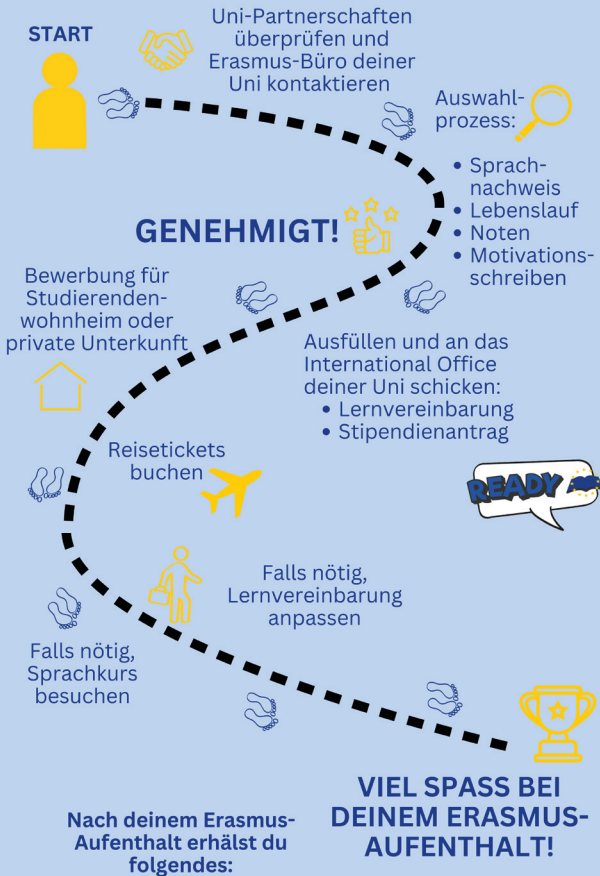 START
Uni-Partnerschaften
überprüfen und
Erasmus-Büro deiner
Uni kontaktieren
Auswahl-
prozess:
• Sprach-
nachweis
• Lebenslauf
• Noten
• Motivations-
schreiben
GENEHMIGT!
Ausfüllen und an das
International Office
deiner Uni schicken:
• Lernvereinbarung
• Stipendienantrag
Bewerbung für
Studierenden-
wohnheim oder
private Unterkunft
Reisetickets
buchen
READY
Falls nötig,
Lernvereinbarung
anpassen
Falls nötig,
Sprachkurs
besuchen
VIEL SPASS BEI
DEINEM ERASMUS-
AUFENTHALT!
Nach deinem Erasmus-
Aufenthalt erhälst du
folgendes: